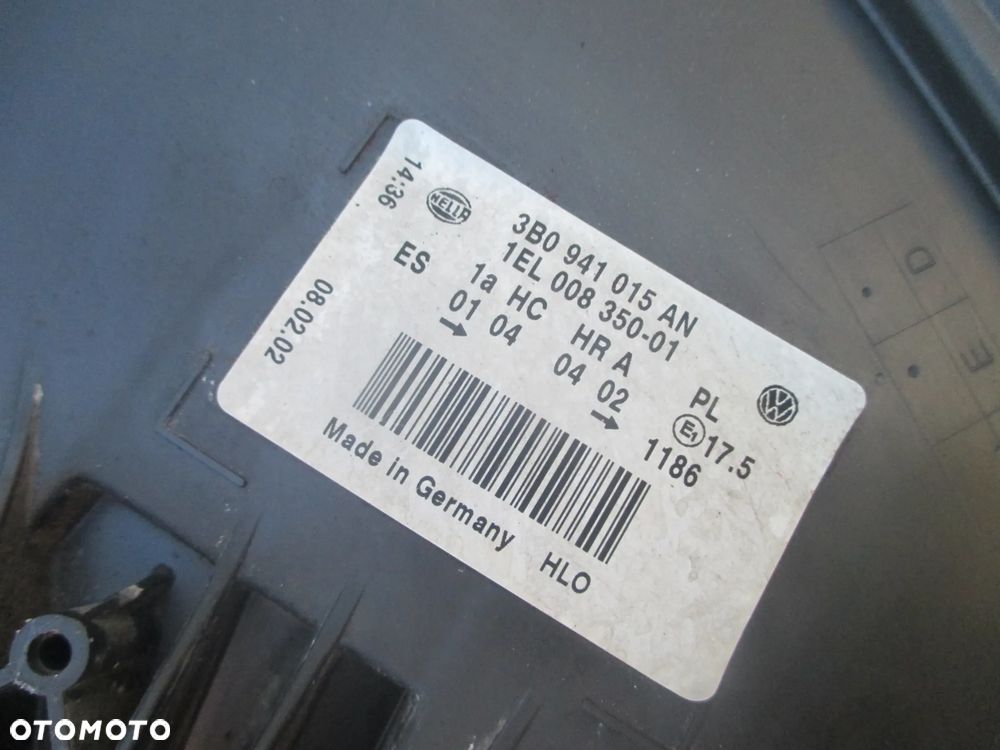 14:36
HELLA
3B0 941 015 AN
1EL 008 350-01
ES 1a HC HR A PL
01 04 04 02 E1 17.5
→ → 1186
08.02.02
Made in Germany HLO
D
E
OTOMOTO